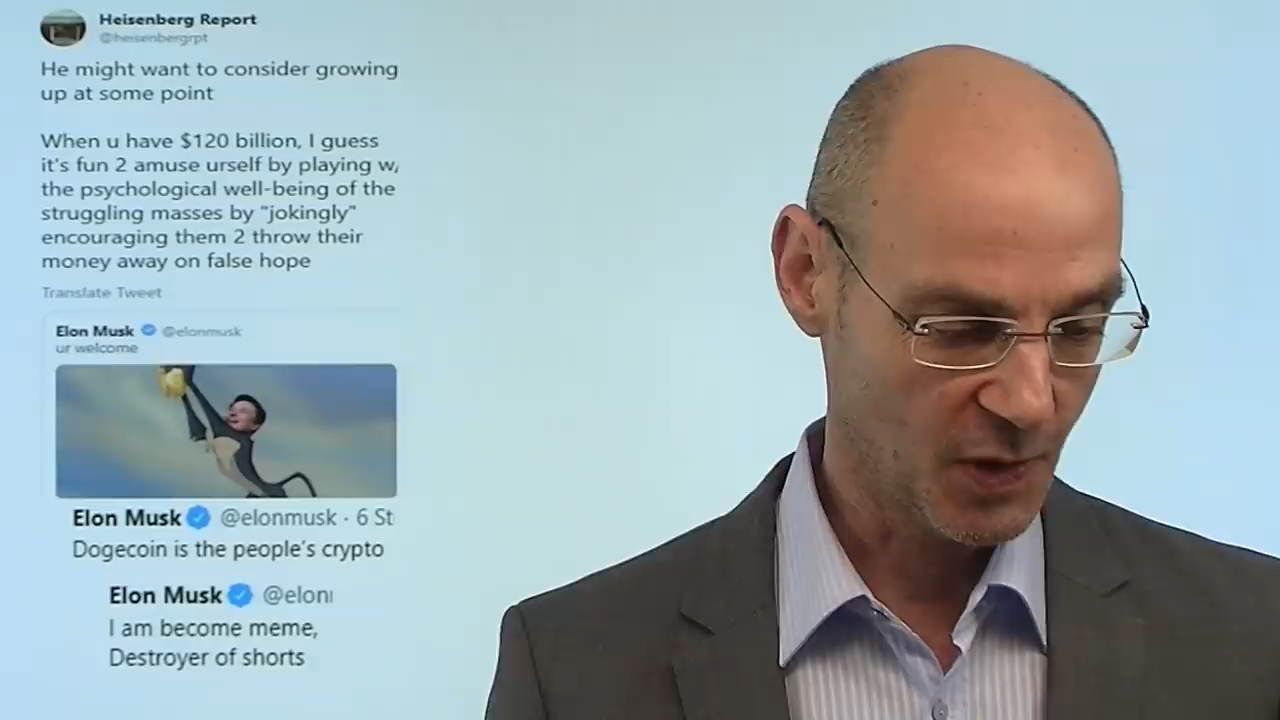 Heisenberg Report
@heisenbergrpt
He might want to consider growing
up at some point
When u have $120 billion, I guess
it's fun 2 amuse urself by playing w/
the psychological well-being of the
struggling masses by "jokingly"
encouraging them 2 throw their
money away on false hope
Translate Tweet
Elon Musk @elonmusk
ur welcome
Elon Musk @elonmusk · 6 St
Dogecoin is the people's crypto
Elon Musk @elon
I am become meme,
Destroyer of shorts